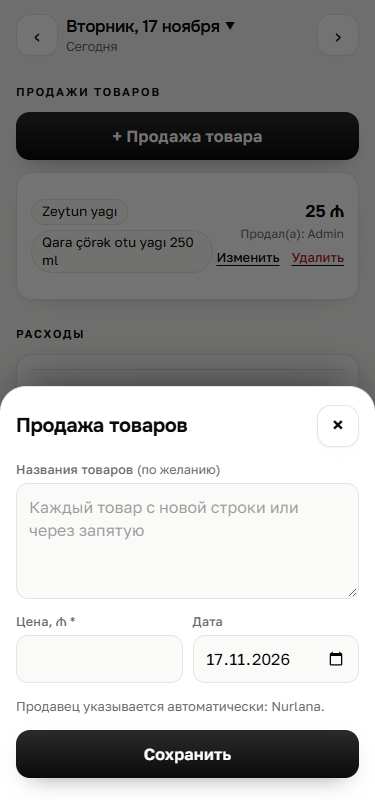 ‹
Вторник, 17 ноября ▼
Сегодня
›
ПРОДАЖИ ТОВАРОВ
+ Продажа товара
Zeytun yagı
25 ₼
Продал(а): Admin
Qara çörək otu yagı 250
ml
Изменить Удалить
РАСХОДЫ
Продажа товаров
×
Названия товаров (по желанию)
Каждый товар с новой строки или
через запятую
Цена, ₼ *
Дата
17.11.2026
Продавец указывается автоматически: Nurlana.
Сохранить